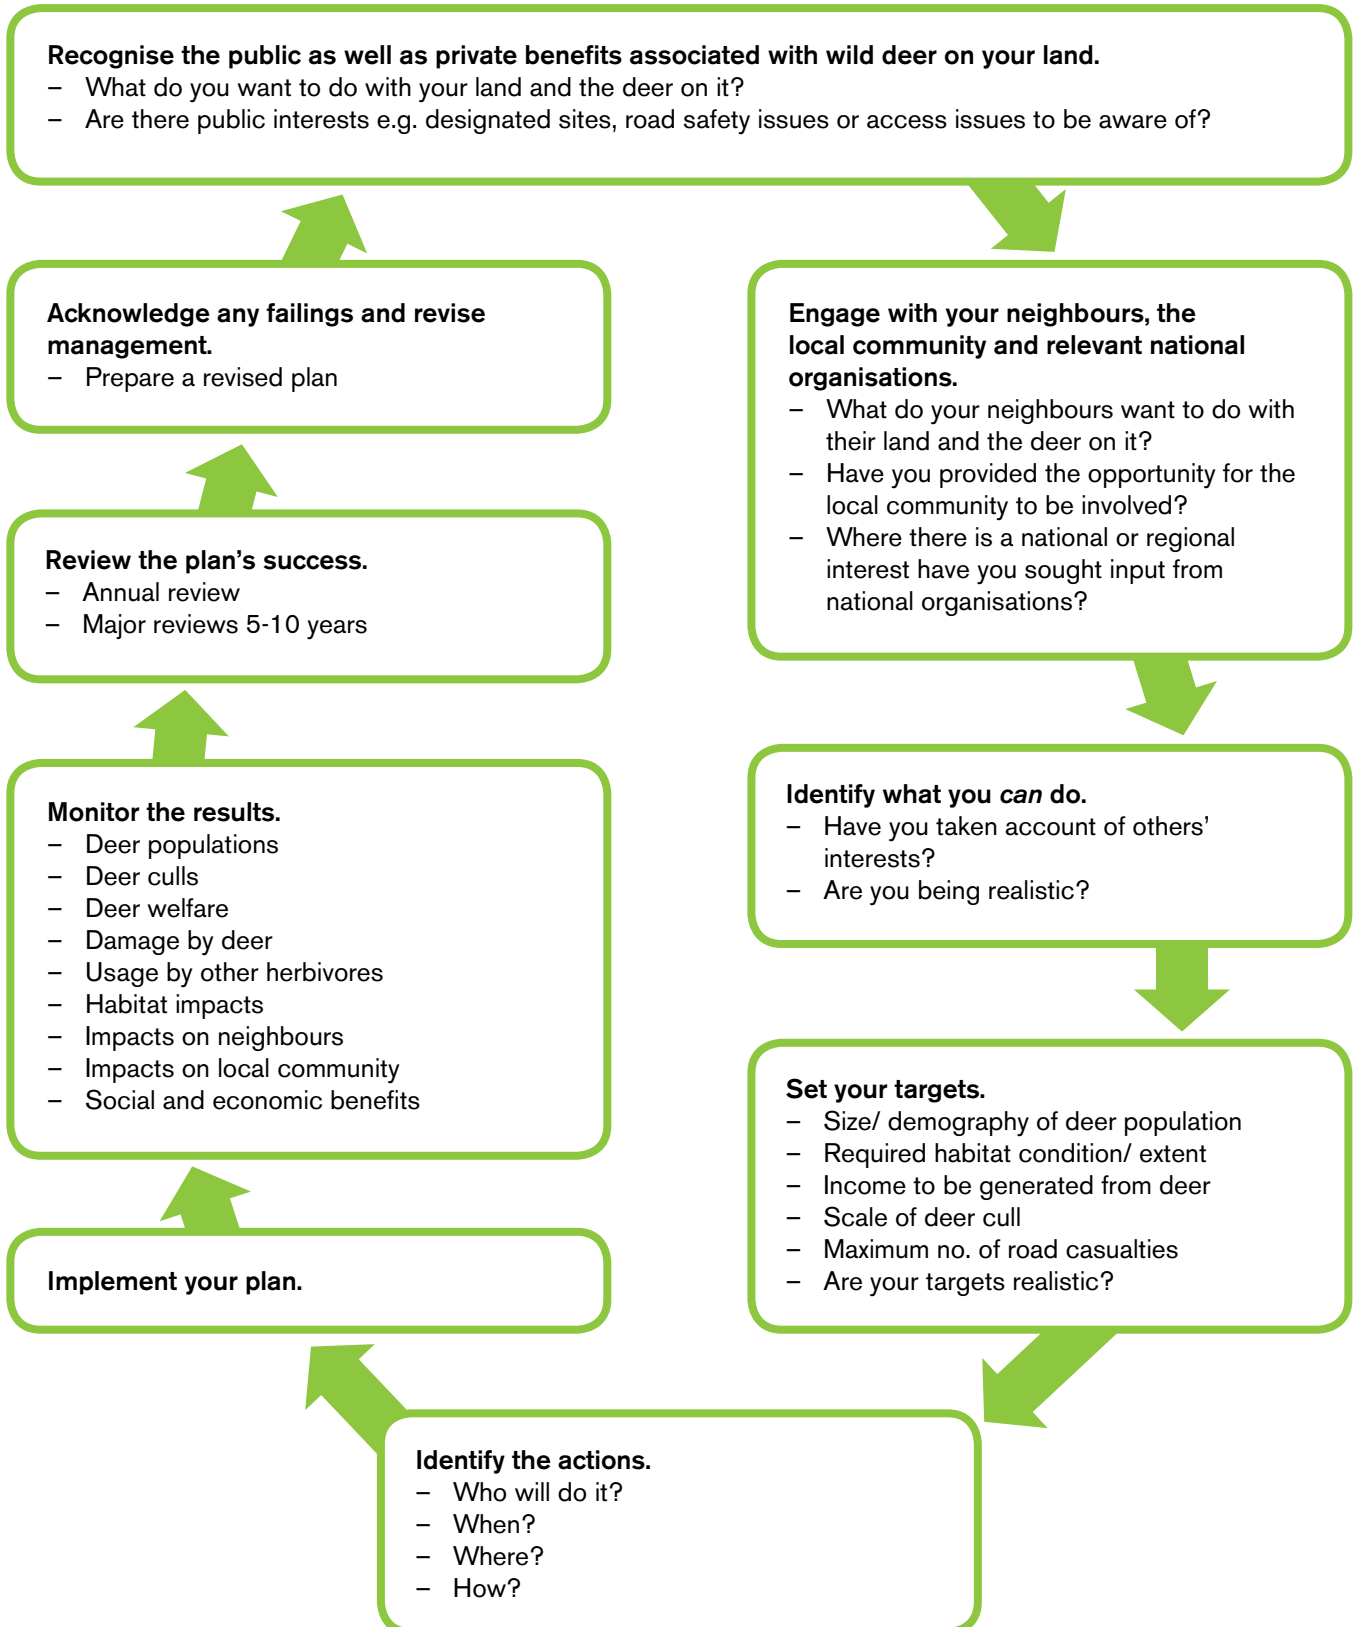 Recognise the public as well as private benefits associated with wild deer on your land.
– What do you want to do with your land and the deer on it?
– Are there public interests e.g. designated sites, road safety issues or access issues to be aware of?
Engage with your neighbours, the
local community and relevant national
organisations.
– What do your neighbours want to do with
their land and the deer on it?
– Have you provided the opportunity for the
local community to be involved?
– Where there is a national or regional
interest have you sought input from
national organisations?
Identify what you can do.
– Have you taken account of others’
interests?
– Are you being realistic?
Set your targets.
– Size/ demography of deer population
– Required habitat condition/ extent
– Income to be generated from deer
– Scale of deer cull
– Maximum no. of road casualties
– Are your targets realistic?
Identify the actions.
– Who will do it?
– When?
– Where?
– How?
Implement your plan.
Monitor the results.
– Deer populations
– Deer culls
– Deer welfare
– Damage by deer
– Usage by other herbivores
– Habitat impacts
– Impacts on neighbours
– Impacts on local community
– Social and economic benefits
Review the plan’s success.
– Annual review
– Major reviews 5-10 years
Acknowledge any failings and revise
management.
– Prepare a revised plan